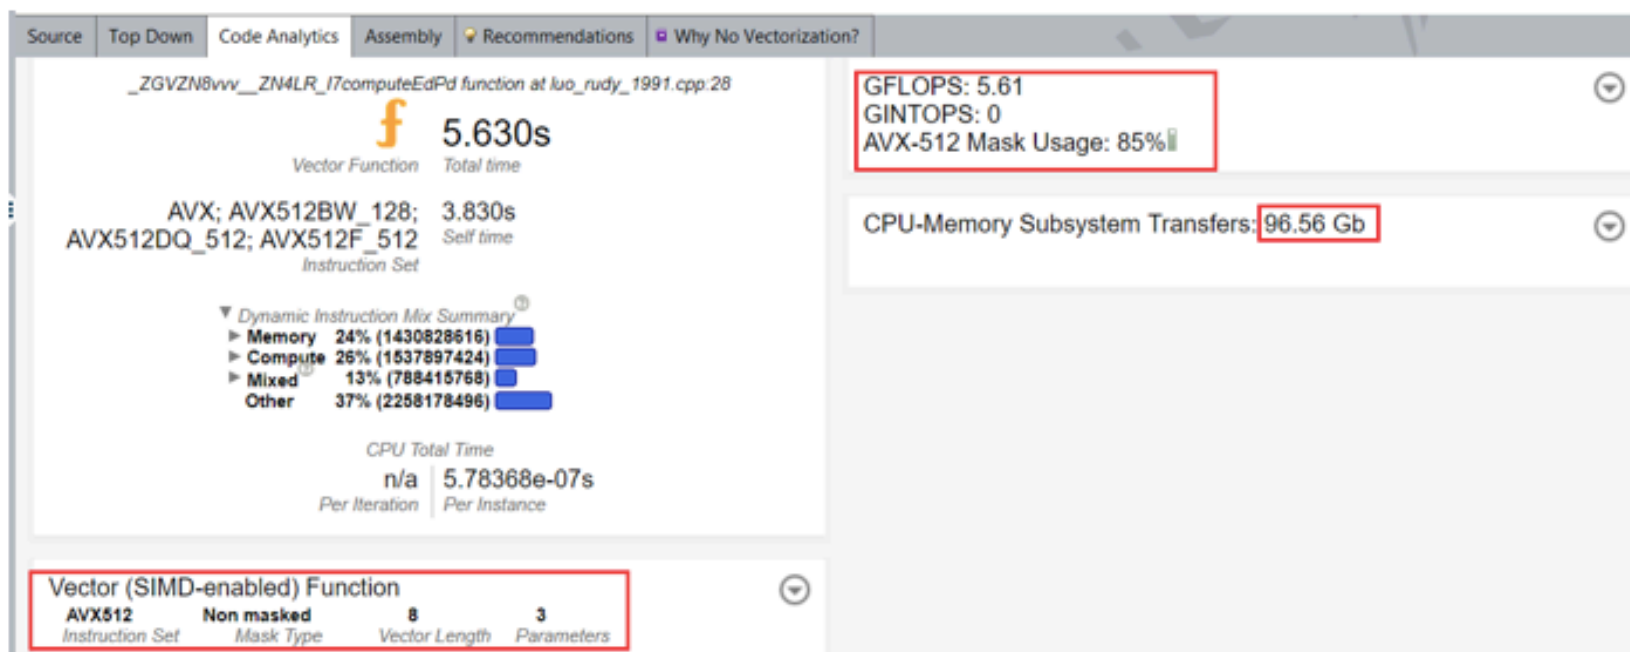 Source Top Down Code Analytics Assembly Recommendations Why No Vectorization?
_ZGVZN8vvv__ZN4LR_I7computeEdPd function at luo_rudy_1991.cpp:28
5.630s
Vector Function Total time
AVX; AVX512BW_128; 3.830s
AVX512DQ_512; AVX512F_512 Self time
Instruction Set
Dynamic Instruction Mix Summary
Memory 24% (1430828616)
Compute 26% (1537897424)
Mixed 13% (788415768)
Other 37% (2258178496)
CPU Total Time
n/a 5.78368e-07s
Per Iteration Per Instance
Vector (SIMD-enabled) Function
AVX512 Non masked 8 3
Instruction Set Mask Type Vector Length Parameters
GFLOPS: 5.61
GINTOPS: 0
AVX-512 Mask Usage: 85%
CPU-Memory Subsystem Transfers: 96.56 Gb